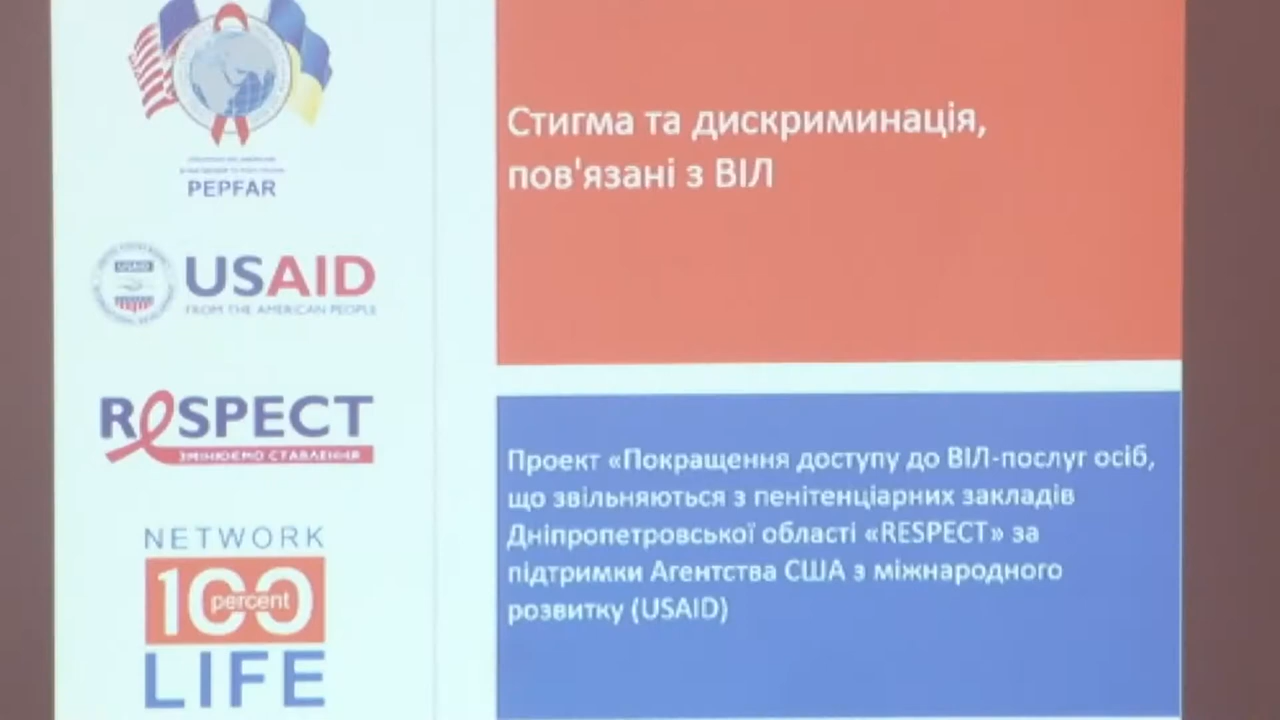 PEPFAR
USAID
USAID
FROM THE AMERICAN PEOPLE
RESPECT
ЗМІНЮЄМО СТАВЛЕННЯ
NETWORK
100
percent
LIFE
Стигма та дискриминація,
пов'язані з ВІЛ
Проект «Покращення доступу до ВІЛ-послуг осіб,
що звільняються з пенітенціарних закладів
Дніпропетровської області «RESPECT» за
підтримки Агентства США з міжнародного
розвитку (USAID)